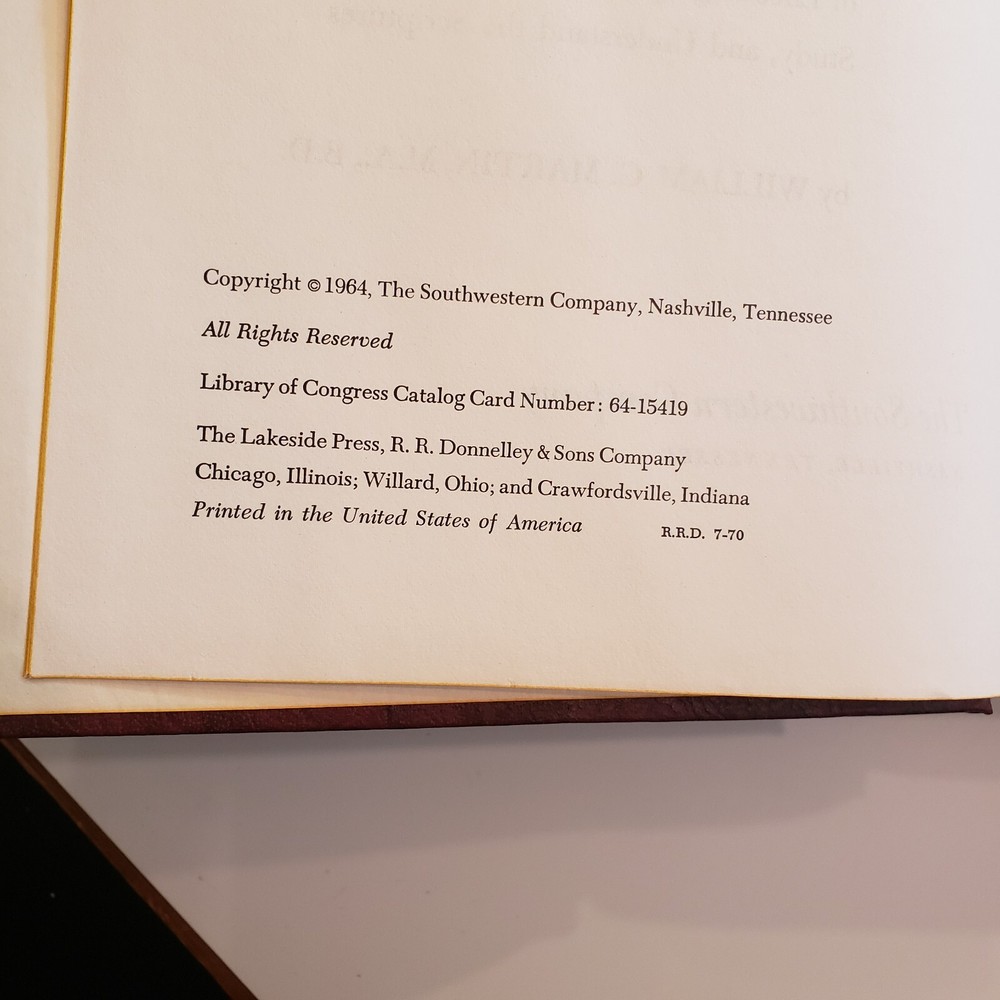 Copyright © 1964, The Southwestern Company, Nashville, Tennessee
All Rights Reserved
Library of Congress Catalog Card Number: 64-15419
The Lakeside Press, R. R. Donnelley & Sons Company
Chicago, Illinois; Willard, Ohio; and Crawfordsville, Indiana
Printed in the United States of America R.R.D. 7-70